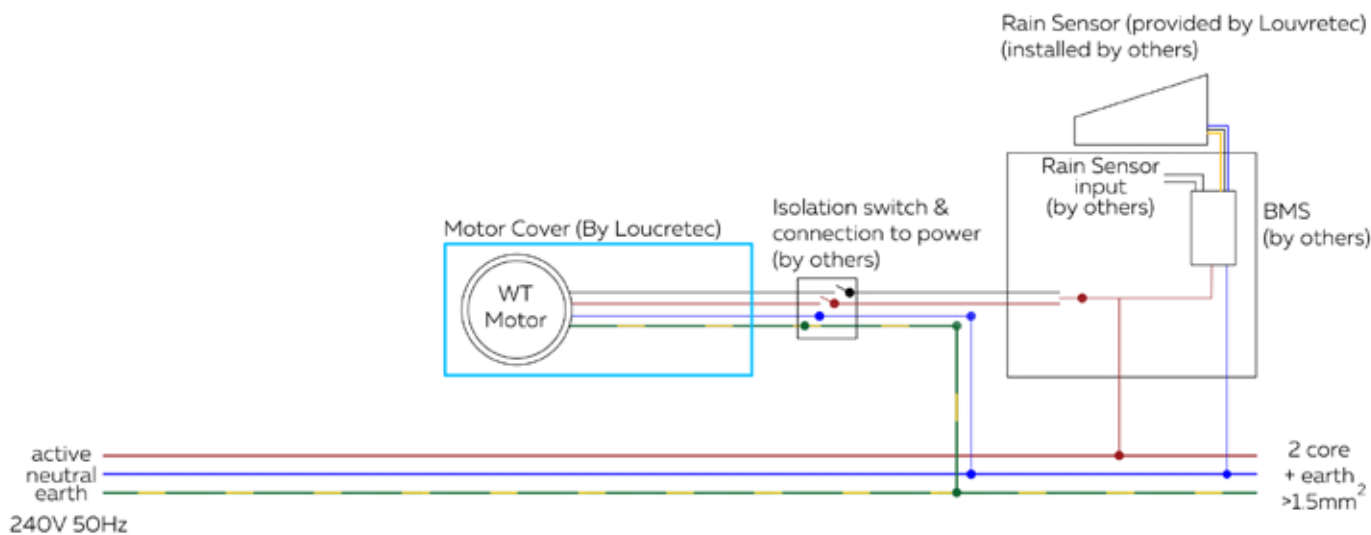 Rain Sensor (provided by Louvretec)
(installed by others)
Rain Sensor
input
(by others)
BMS
(by others)
Isolation switch &
connection to power
(by others)
Motor Cover (By Loucretec)
WT
Motor
active
neutral
earth
240V 50Hz
2 core
+ earth
>1.5mm²